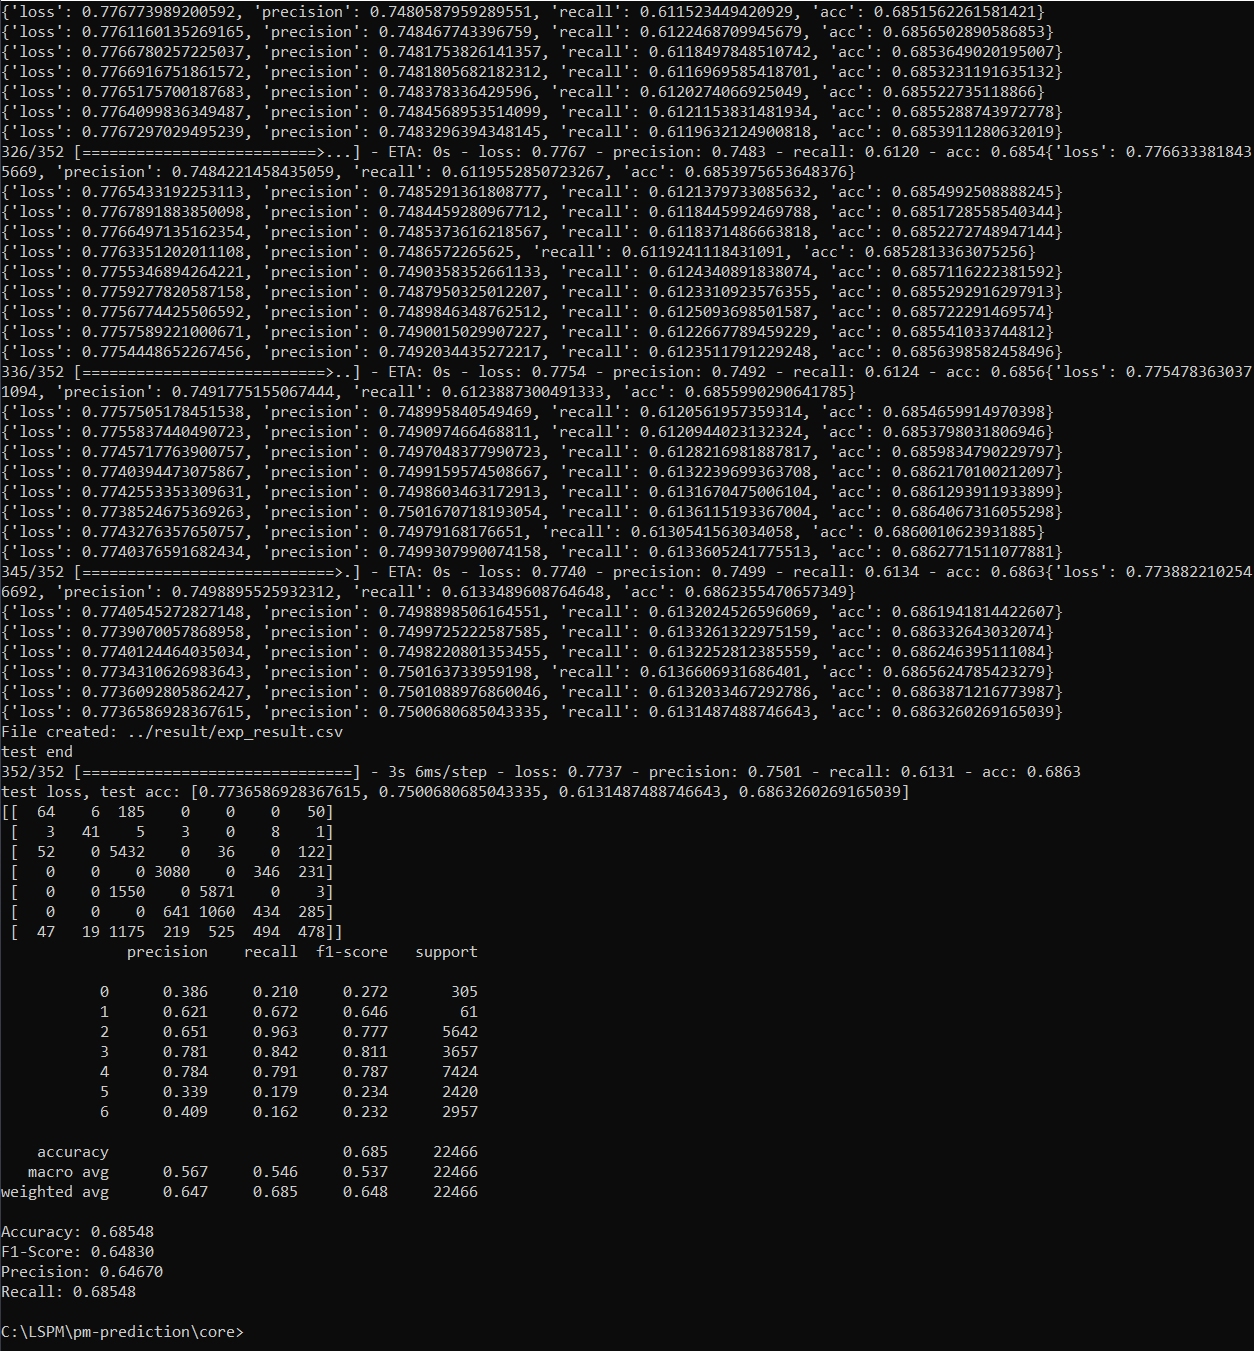 {'loss': 0.776773989200592, 'precision': 0.7480587959289551, 'recall': 0.611523449420929, 'acc': 0.6851562261581421}
{'loss': 0.7761160135269165, 'precision': 0.748467743396759, 'recall': 0.6122468709945679, 'acc': 0.6856502890586853}
{'loss': 0.7766780257225037, 'precision': 0.7481753826141357, 'recall': 0.6118497848510742, 'acc': 0.6853649020195007}
{'loss': 0.7766916751861572, 'precision': 0.7481805682182312, 'recall': 0.6116969585418701, 'acc': 0.6853231191635132}
{'loss': 0.7765175700187683, 'precision': 0.748378336429596, 'recall': 0.6120274066925049, 'acc': 0.685522735118866}
{'loss': 0.7764099836349487, 'precision': 0.7484568953514099, 'recall': 0.6121153831481934, 'acc': 0.6855288743972778}
{'loss': 0.7767297029495239, 'precision': 0.7483296394348145, 'recall': 0.6119632124900818, 'acc': 0.6853911280632019}
326/352 [==========================>...] - ETA: 0s - loss: 0.7767 - precision: 0.7483 - recall: 0.6120 - acc: 0.6854{'loss': 0.776633381843
5669, 'precision': 0.7484221458435059, 'recall': 0.6119552850723267, 'acc': 0.6853975653648376}
{'loss': 0.7765433192253113, 'precision': 0.7485291361808777, 'recall': 0.6121379733085632, 'acc': 0.6854992508888245}
{'loss': 0.7767891883850098, 'precision': 0.7484459280967712, 'recall': 0.6118445992469788, 'acc': 0.6851728558540344}
{'loss': 0.7766497135162354, 'precision': 0.7485373616218567, 'recall': 0.6118371486663818, 'acc': 0.6852272748947144}
{'loss': 0.7763351202011108, 'precision': 0.7486572265625, 'recall': 0.6119241118431091, 'acc': 0.6852813363075256}
{'loss': 0.7755346894264221, 'precision': 0.7490358352661133, 'recall': 0.6124340891838074, 'acc': 0.6857116222381592}
{'loss': 0.7759277820587158, 'precision': 0.7487950325012207, 'recall': 0.6123310923576355, 'acc': 0.6855292916297913}
{'loss': 0.7756774425506592, 'precision': 0.7489846348762512, 'recall': 0.6125093698501587, 'acc': 0.685722291469574}
{'loss': 0.7757589221000671, 'precision': 0.7490015029907227, 'recall': 0.6122667789459229, 'acc': 0.685541033744812}
{'loss': 0.7754448652267456, 'precision': 0.7492034435272217, 'recall': 0.6123511791229248, 'acc': 0.6856398582458496}
336/352 [===========================>..] - ETA: 0s - loss: 0.7754 - precision: 0.7492 - recall: 0.6124 - acc: 0.6856{'loss': 0.775478363037
1094, 'precision': 0.7491775155067444, 'recall': 0.6123887300491333, 'acc': 0.6855990290641785}
{'loss': 0.7757505178451538, 'precision': 0.748995840549469, 'recall': 0.6120561957359314, 'acc': 0.6854659914970398}
{'loss': 0.7755837440490723, 'precision': 0.749097466468811, 'recall': 0.6120944023132324, 'acc': 0.6853798031806946}
{'loss': 0.7745717763900757, 'precision': 0.7497048377990723, 'recall': 0.6128216981887817, 'acc': 0.6859834790229797}
{'loss': 0.7740394473075867, 'precision': 0.7499159574508667, 'recall': 0.6132239699363708, 'acc': 0.6862170100212097}
{'loss': 0.7742553353309631, 'precision': 0.7498603463172913, 'recall': 0.6131670475006104, 'acc': 0.6861293911933899}
{'loss': 0.7738524675369263, 'precision': 0.7501670718193054, 'recall': 0.6136115193367004, 'acc': 0.6864067316055298}
{'loss': 0.7743276357650757, 'precision': 0.74979168176651, 'recall': 0.6130541563034058, 'acc': 0.6860010623931885}
{'loss': 0.7740376591682434, 'precision': 0.7499307990074158, 'recall': 0.6133605241775513, 'acc': 0.6862771511077881}
345/352 [============================>.] - ETA: 0s - loss: 0.7740 - precision: 0.7499 - recall: 0.6134 - acc: 0.6863{'loss': 0.773882210254
6692, 'precision': 0.7498895525932312, 'recall': 0.6133489608764648, 'acc': 0.6862355470657349}
{'loss': 0.7740545272827148, 'precision': 0.7498898506164551, 'recall': 0.6132024526596069, 'acc': 0.6861941814422607}
{'loss': 0.7739070057868958, 'precision': 0.7499725222587585, 'recall': 0.6133261322975159, 'acc': 0.686332643032074}
{'loss': 0.7740124464035034, 'precision': 0.7498220801353455, 'recall': 0.6132252812385559, 'acc': 0.686246395111084}
{'loss': 0.7734310626983643, 'precision': 0.750163733959198, 'recall': 0.6136606931686401, 'acc': 0.6865624785423279}
{'loss': 0.7736092805862427, 'precision': 0.7501088976860046, 'recall': 0.6132033467292786, 'acc': 0.6863871216773987}
{'loss': 0.7736586928367615, 'precision': 0.7500680685043335, 'recall': 0.6131487488746643, 'acc': 0.6863260269165039}
File created: ../result/exp_result.csv
test end
352/352 [==============================] - 3s 6ms/step - loss: 0.7737 - precision: 0.7501 - recall: 0.6131 - acc: 0.6863
test loss, test acc: [0.7736586928367615, 0.7500680685043335, 0.6131487488746643, 0.6863260269165039]
[[  64    6  185    0    0    0   50]
 [   3   41    5    3    0    8    1]
 [  52    0 5432    0   36    0  122]
 [   0    0    0 3080    0  346  231]
 [   0    0 1550    0 5871    0    3]
 [   0    0    0  641 1060  434  285]
 [  47   19 1175  219  525  494  478]]
              precision    recall  f1-score   support

           0      0.386     0.210     0.272       305
           1      0.621     0.672     0.646        61
           2      0.651     0.963     0.777      5642
           3      0.781     0.842     0.811      3657
           4      0.784     0.791     0.787      7424
           5      0.339     0.179     0.234      2420
           6      0.409     0.162     0.232      2957

    accuracy                          0.685     22466
   macro avg      0.567     0.546     0.537     22466
weighted avg      0.647     0.685     0.648     22466

Accuracy: 0.68548
F1-Score: 0.64830
Precision: 0.64670
Recall: 0.68548

C:\LSPM\pm-prediction\core>